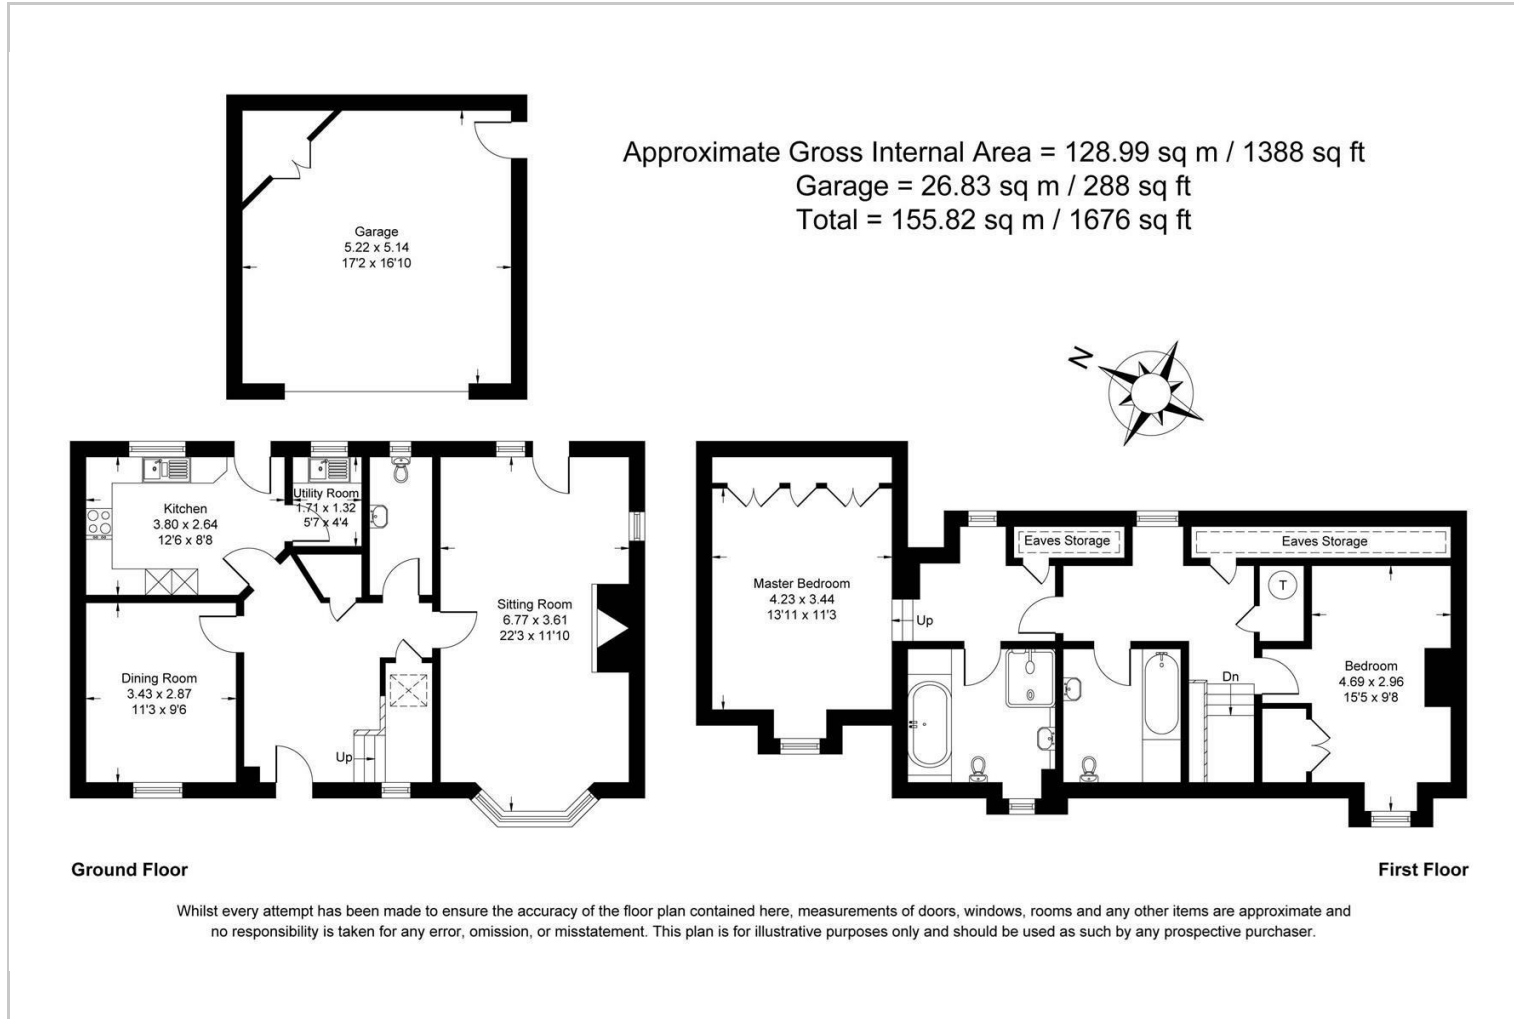 Approximate Gross Internal Area = 128.99 sq m / 1388 sq ft
Garage = 26.83 sq m / 288 sq ft
Total = 155.82 sq m / 1676 sq ft
Garage
5.22 x 5.14
17'2 x 16'10
N
Kitchen
3.80 x 2.64
12'6 x 8'8
Utility Room
1.71 x 1.32
5'7 x 4'4
Sitting Room
6.77 x 3.61
22'3 x 11'10
Dining Room
3.43 x 2.87
11'3 x 9'6
Up
Master Bedroom
4.23 x 3.44
13'11 x 11'3
Up
Eaves Storage
Eaves Storage
T
Dn
Bedroom
4.69 x 2.96
15'5 x 9'8
Ground Floor
First Floor
Whilst every attempt has been made to ensure the accuracy of the floor plan contained here, measurements of doors, windows, rooms and any other items are approximate and
no responsibility is taken for any error, omission, or misstatement. This plan is for illustrative purposes only and should be used as such by any prospective purchaser.